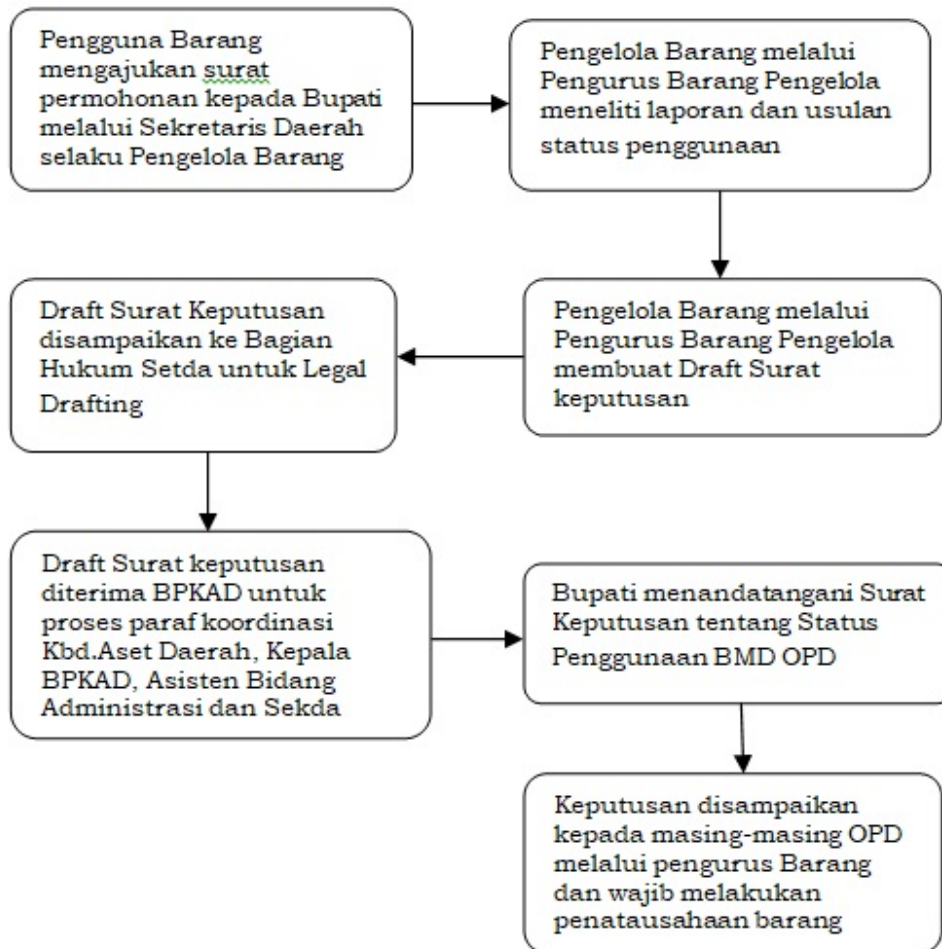 Pengguna Barang
mengajukan surat
permohonan kepada Bupati
melalui Sekretaris Daerah
selaku Pengelola Barang
Pengelola Barang melalui
Pengurus Barang Pengelola
meneliti laporan dan usulan
status penggunaan
Pengelola Barang melalui
Pengurus Barang Pengelola
membuat Draft Surat
keputusan
Draft Surat Keputusan
disampaikan ke Bagian
Hukum Setda untuk Legal
Drafting
Draft Surat keputusan
diterima BPKAD untuk
proses paraf koordinasi
Kbd.Aset Daerah, Kepala
BPKAD, Asisten Bidang
Administrasi dan Sekda
Bupati menandatangani Surat
Keputusan tentang Status
Penggunaan BMD OPD
Keputusan disampaikan
kepada masing-masing OPD
melalui pengurus Barang
dan wajib melakukan
penatausahaan barang